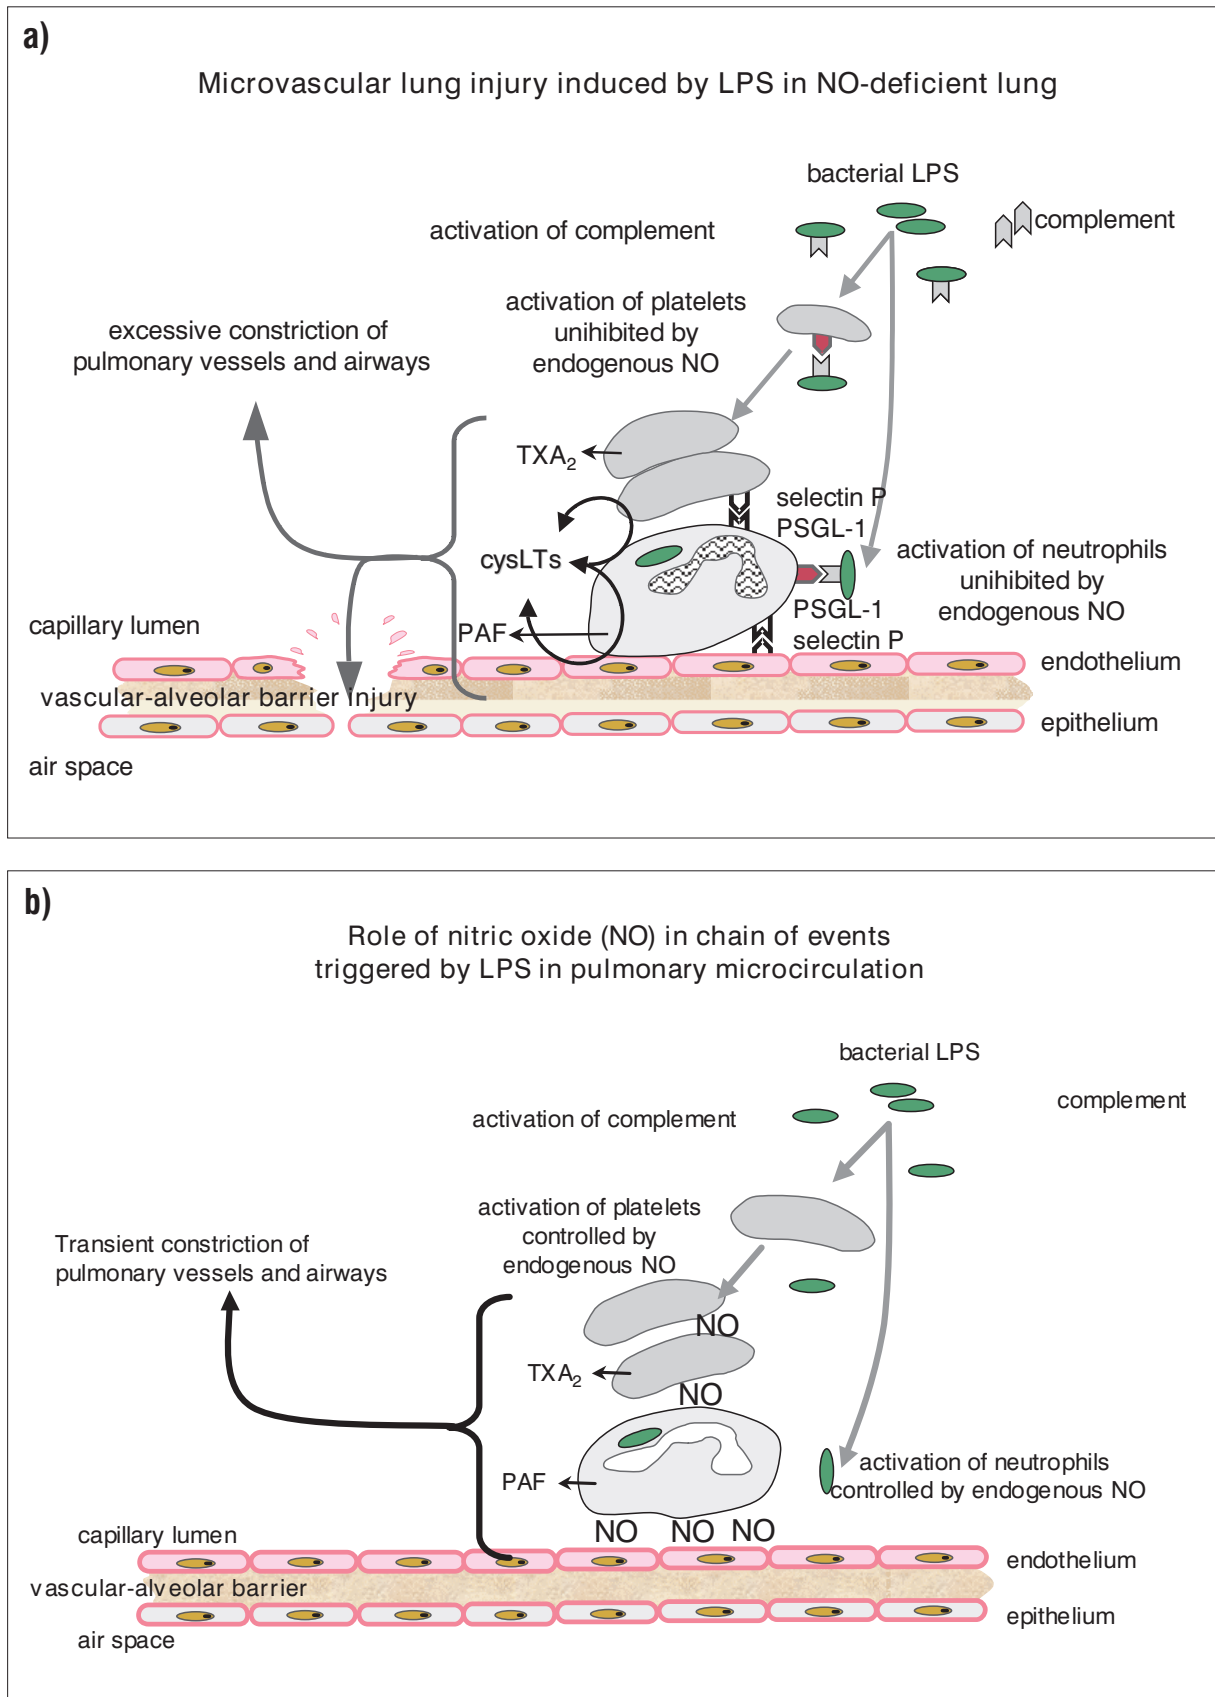 a)
Microvascular lung injury induced by LPS in NO-deficient lung
bacterial LPS
complement
activation of complement
activation of platelets
unihibited by
endogenous NO
excessive constriction of
pulmonary vessels and airways
TXA₂
selectin P
PSGL-1
cysLTs
activation of neutrophils
unihibited by
endogenous NO
PSGL-1
selectin P
PAF
capillary lumen
endothelium
vascular-alveolar barrier injury
epithelium
air space
b)
Role of nitric oxide (NO) in chain of events
triggered by LPS in pulmonary microcirculation
bacterial LPS
complement
activation of complement
activation of platelets
controlled by
endogenous NO
Transient constriction of
pulmonary vessels and airways
NO
TXA₂
NO
PAF
activation of neutrophils
controlled by endogenous NO
NO NO NO
capillary lumen
endothelium
vascular-alveolar barrier
epithelium
air space